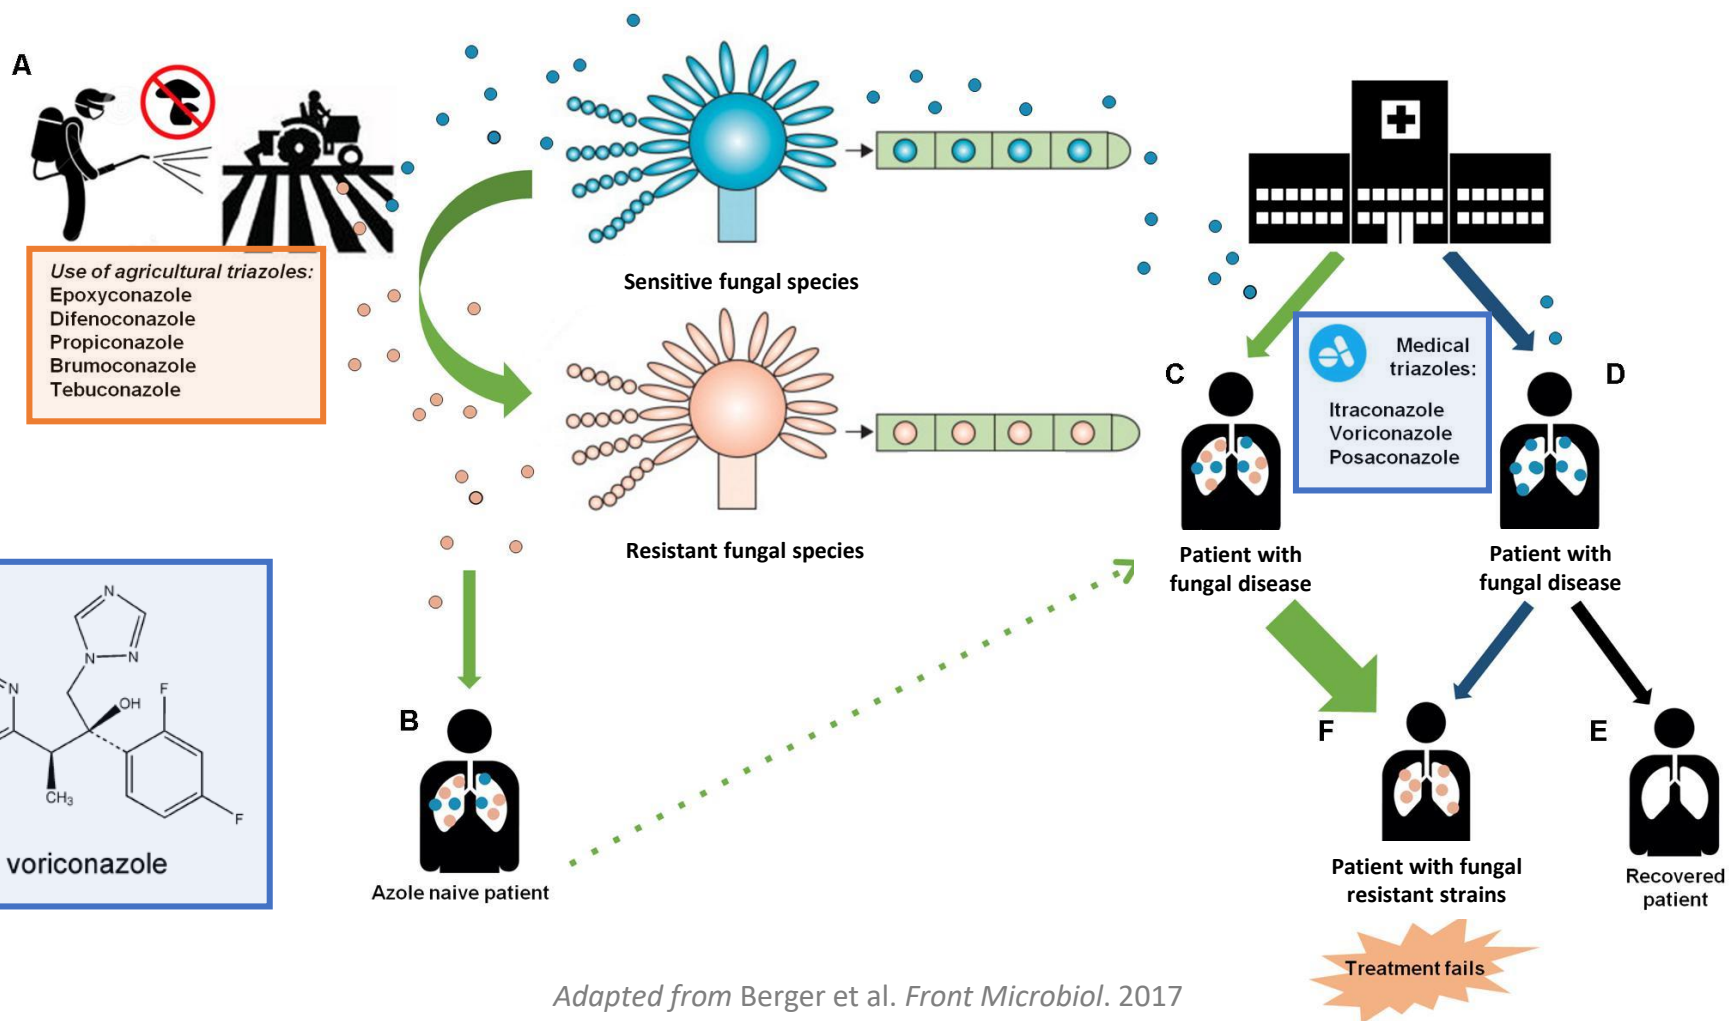 A
Use of agricultural triazoles:
Epoxyconazole
Difenoconazole
Propiconazole
Brumoconazole
Tebuconazole
Sensitive fungal species
Resistant fungal species
C
Medical
triazoles:
Itraconazole
Voriconazole
Posaconazole
D
Patient with
fungal disease
Patient with
fungal disease
N
N
N
N
OH
F
F
CH3
voriconazole
B
Azole naive patient
F
Patient with fungal
resistant strains
E
Recovered
patient
Treatment fails
Adapted from Berger et al. Front Microbiol. 2017